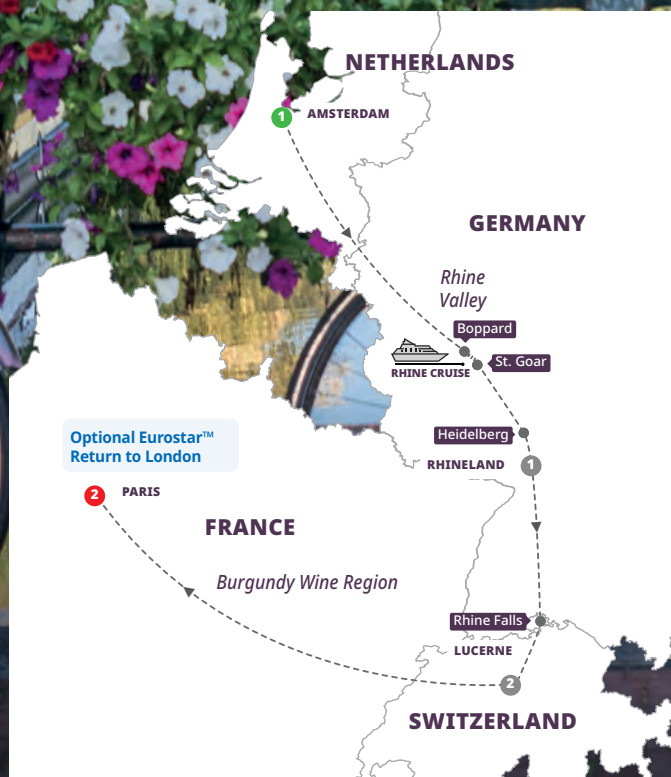 NETHERLANDS
1
AMSTERDAM
GERMANY
Rhine
Valley
Boppard
St. Goar
RHINE CRUISE
Optional Eurostar™
Return to London
Heidelberg
RHINELAND
1
2
PARIS
FRANCE
Burgundy Wine Region
Rhine Falls
LUCERNE
2
SWITZERLAND